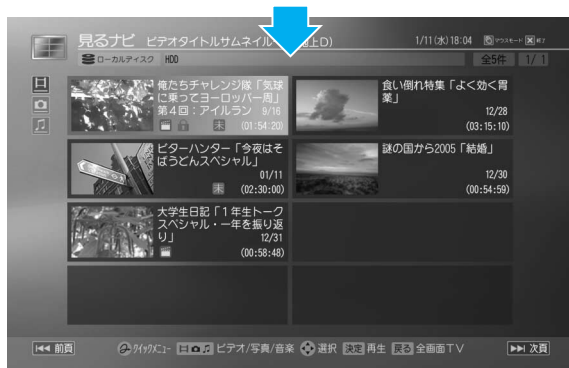 見るナビ ビデオタイトルサムネイル 上D)
1/11(水)18:04 マウスモード 終了
ローカルディスク HDD
全5件 1/ 1
俺たちチャレンジ隊「気球
に乗ってヨーロッパ一周」
第4回：アイルラン 9/16
未 (01:54:20)
食い倒れ特集「よく効く胃
薬」
12/28
(03:15:10)
ビターハンター「今夜はそ
ばうどんスペシャル」
01/11
未 (02:30:00)
謎の国から2005「結婚」
12/30
(00:54:59)
大学生日記「1年生トーク
スペシャル・一年を振り返
り」 12/31
(00:58:48)
前頁 クイックメニュー ビデオ/写真/音楽 選択 決定 再生 戻る 全画面TV 次頁